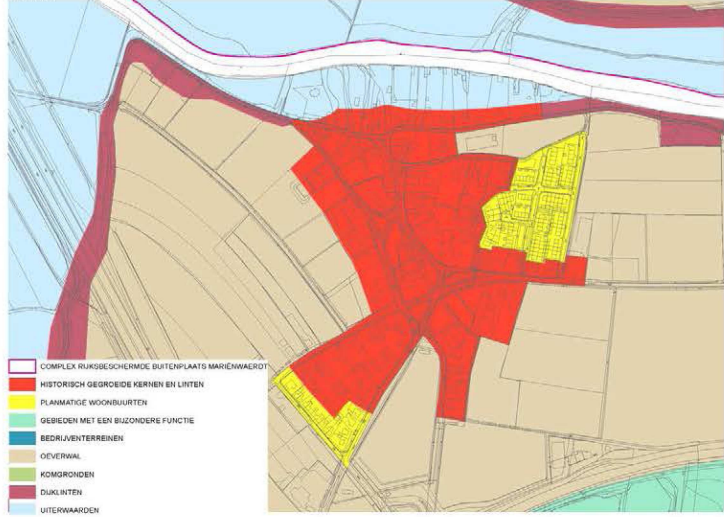 COMPLEX RIJKSBESCHERMDE BUITENPLAATS MARIËNWAERDT
HISTORISCH GEGROEIDE KERNEN EN LINTEN
PLANMATIGE WOONBUURTEN
GEBIEDEN MET EEN BIJZONDERE FUNCTIE
BEDRIJVENTERREINEN
OEVERWAL
KOMGRONDEN
DIJKLINTEN
UITERWAARDEN